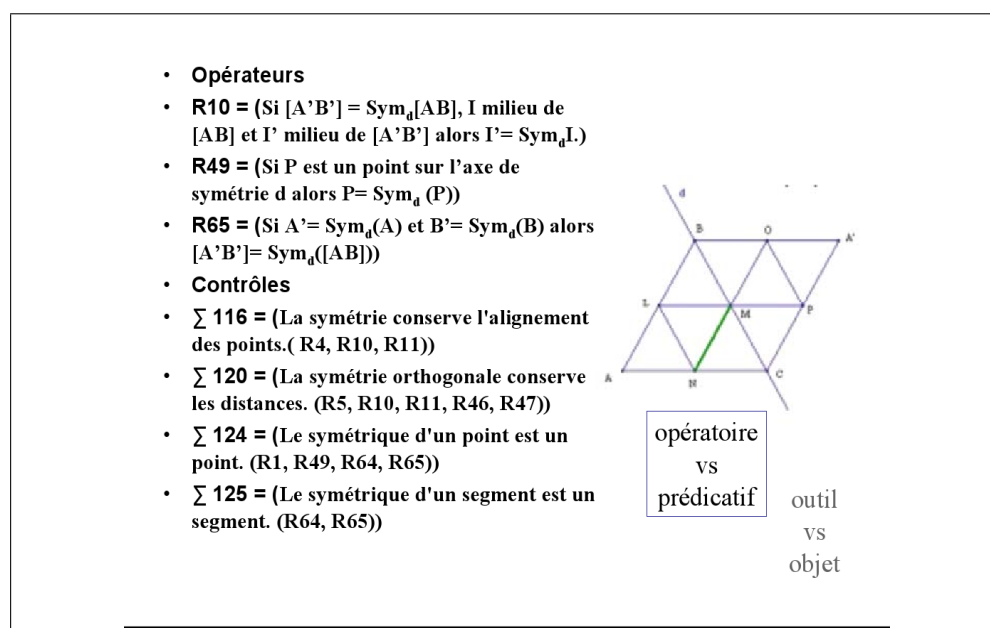 • Opérateurs
• R10 = (Si [A’B’] = Symd[AB], I milieu de
[AB] et I’ milieu de [A’B’] alors I’= SymdI.)
• R49 = (Si P est un point sur l’axe de
symétrie d alors P= Symd (P))
• R65 = (Si A’= Symd(A) et B’= Symd(B) alors
[A’B’]= Symd([AB]))
• Contrôles
• ∑ 116 = (La symétrie conserve l'alignement
des points.( R4, R10, R11))
• ∑ 120 = (La symétrie orthogonale conserve
les distances. (R5, R10, R11, R46, R47))
• ∑ 124 = (Le symétrique d'un point est un
point. (R1, R49, R64, R65))
• ∑ 125 = (Le symétrique d'un segment est un
segment. (R64, R65))
d
B O A'
L M P
A N C
opératoire
vs
prédicatif
outil
vs
objet